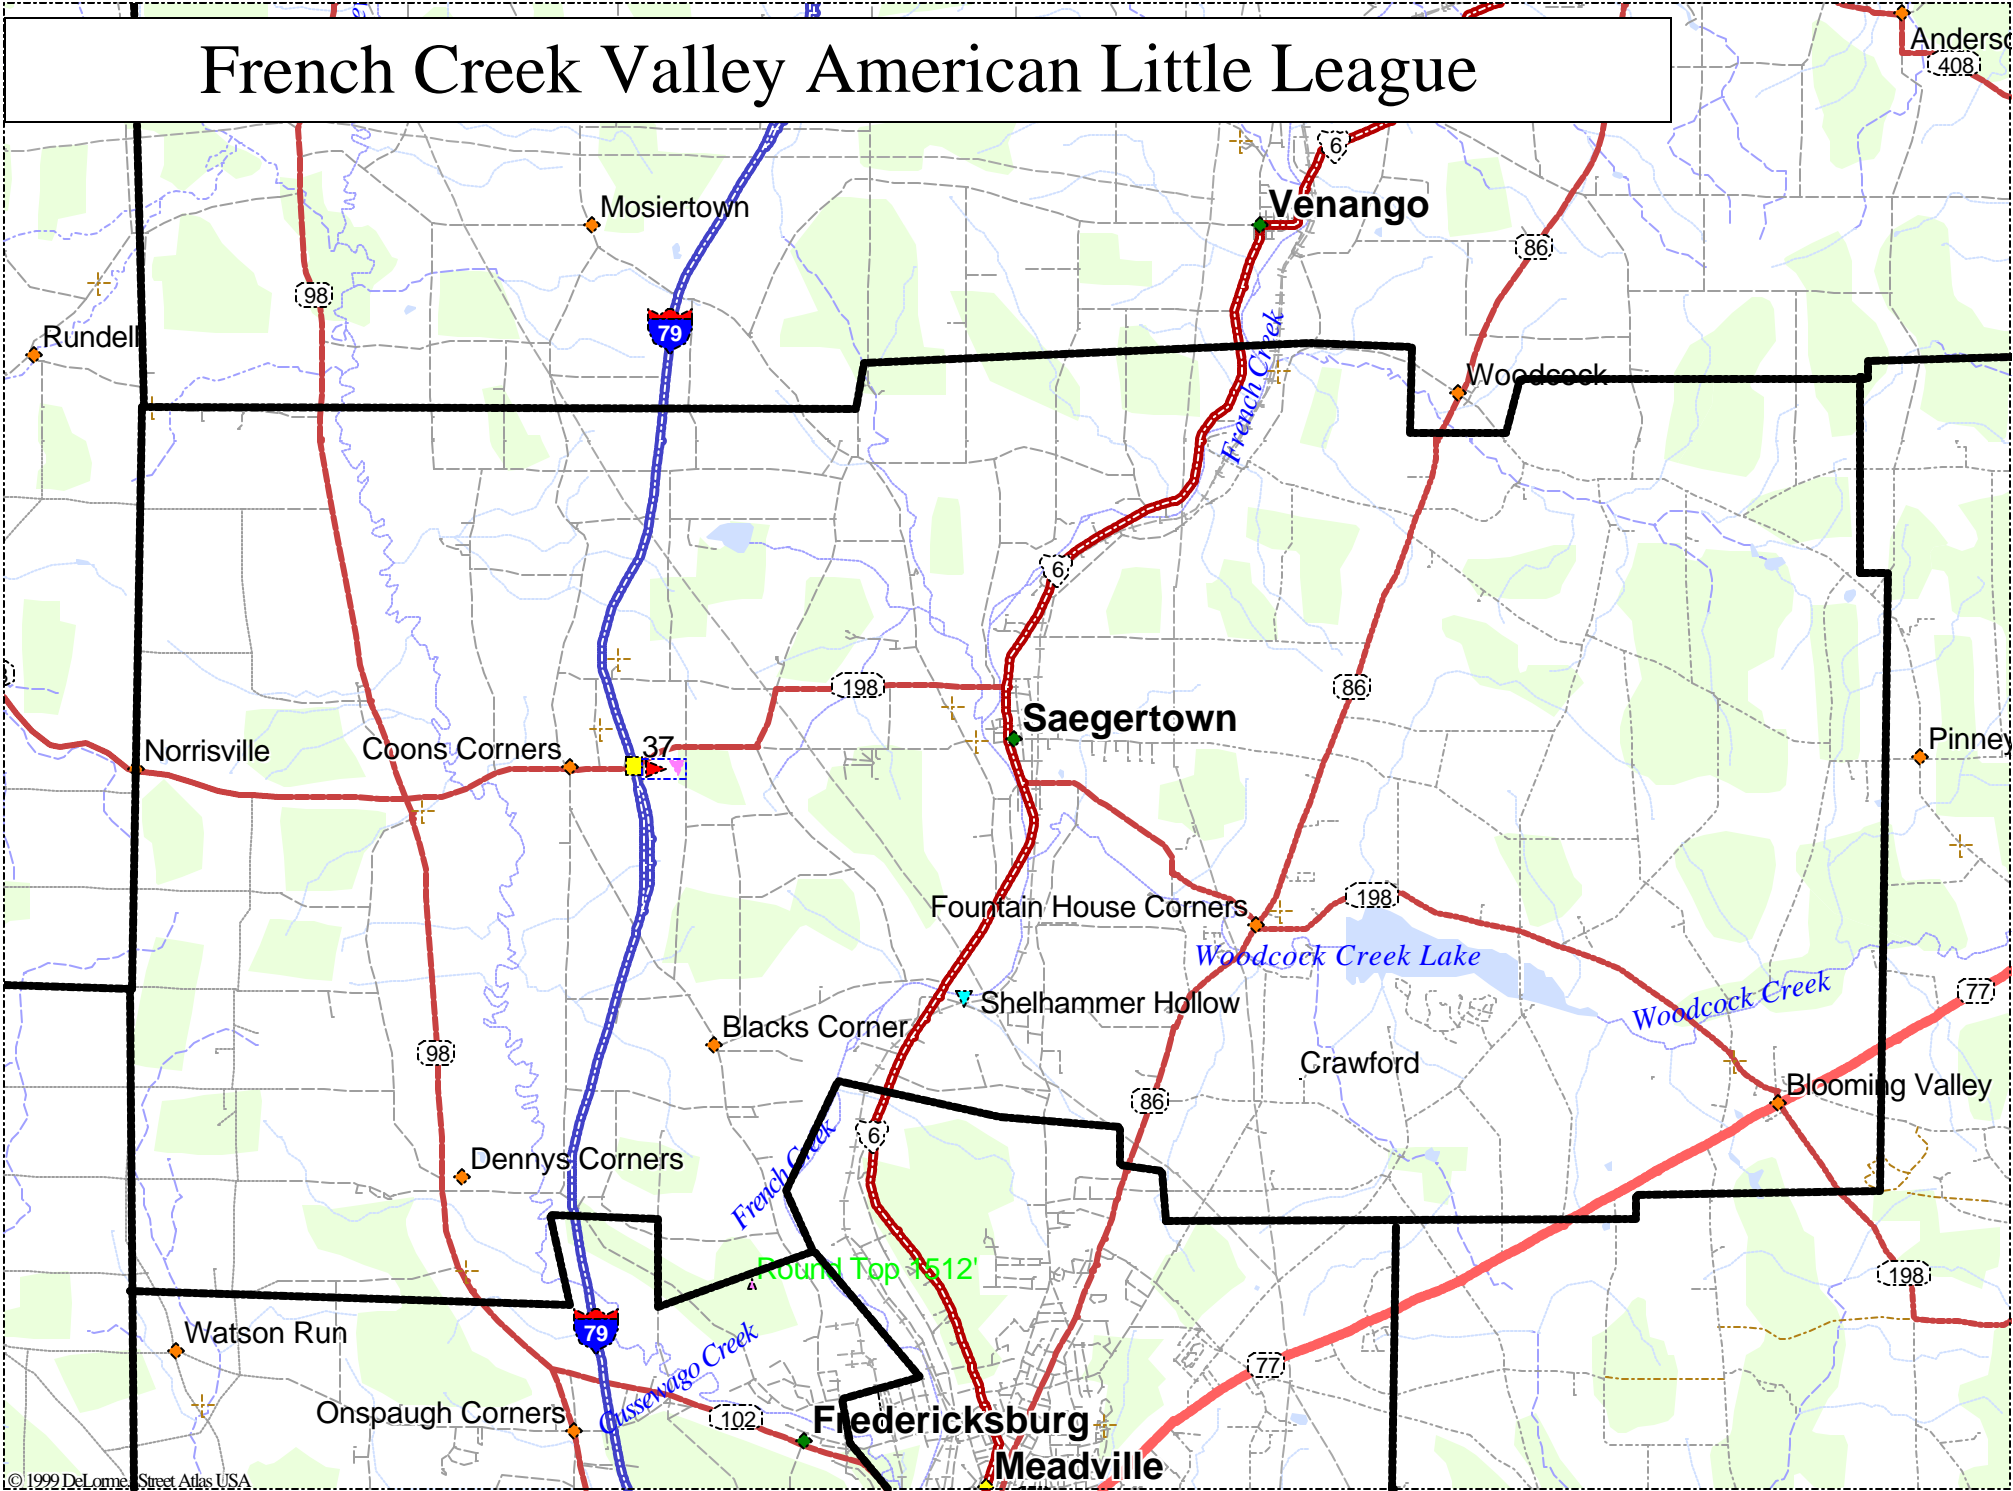 French Creek Valley American Little League
408
6
Mosiertown
Venango
86
98
79
Rundell
French Creek
Woodcock
6
198
86
Saegertown
Norrisville
Coons Corners
37
Fountain House Corners
198
Woodcock Creek Lake
77
Shelhammer Hollow
Woodcock Creek
Blacks Corner
98
Crawford
Blooming Valley
86
6
Dennys Corners
French Creek
Round Top 1512'
198
Watson Run
79
77
Cussewago Creek
Onspaugh Corners
102
Fredericksburg
Meadville
© 1999 DeLorme. Street Atlas USA